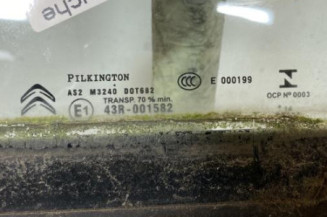 PILKINGTON
AS2 M3240 DOT682
TRANSP. 70 % min.
E1 43R-001582
CCC E 000199
OCP Nº 0003